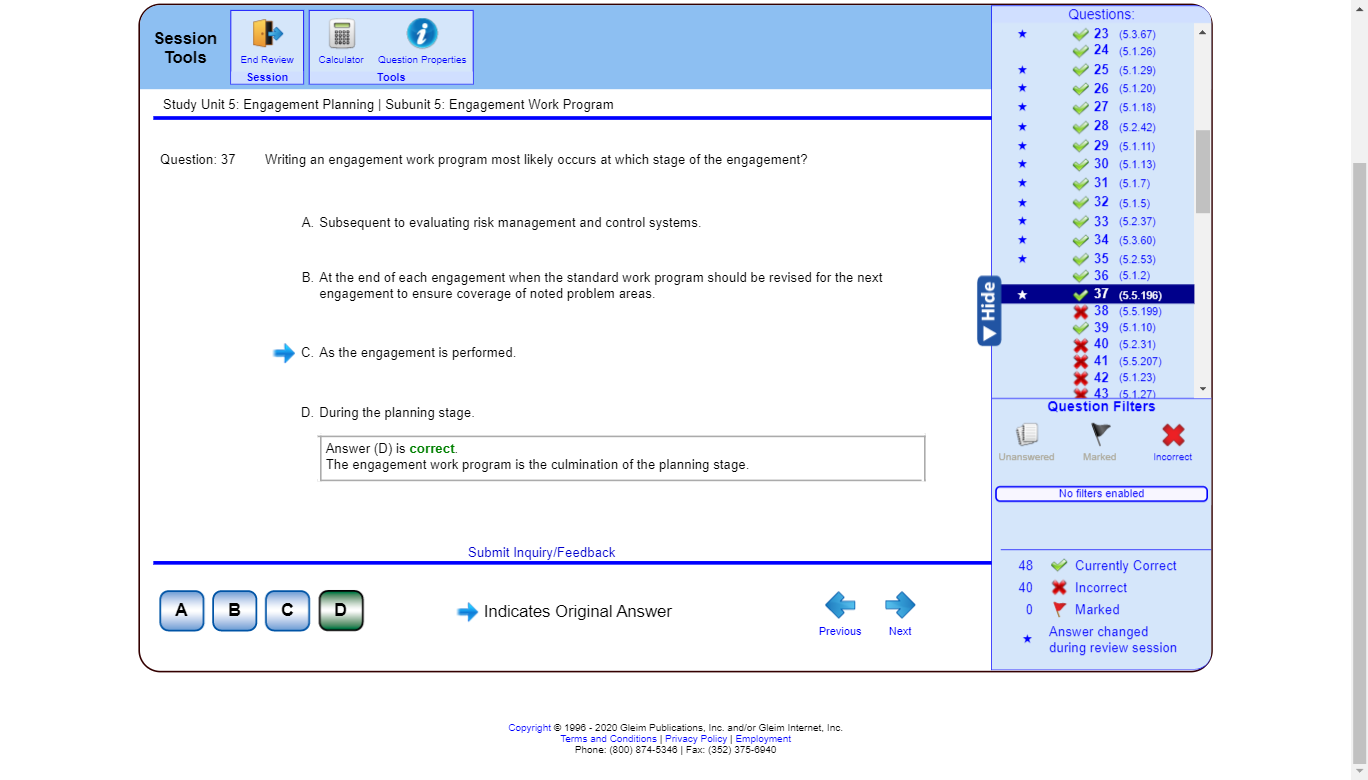 Session
Tools
End Review
Session
Calculator
Question Properties
Tools
Study Unit 5: Engagement Planning | Subunit 5: Engagement Work Program
Question: 37 Writing an engagement work program most likely occurs at which stage of the engagement?
A. Subsequent to evaluating risk management and control systems.
B. At the end of each engagement when the standard work program should be revised for the next
engagement to ensure coverage of noted problem areas.
C. As the engagement is performed.
D. During the planning stage.
Answer (D) is correct.
The engagement work program is the culmination of the planning stage.
Submit Inquiry/Feedback
A B C D
Indicates Original Answer
Previous
Next
Hide
Questions:
23 (5.3.67)
24 (5.1.26)
25 (5.1.29)
26 (5.1.20)
27 (5.1.18)
28 (5.2.42)
29 (5.1.11)
30 (5.1.13)
31 (5.1.7)
32 (5.1.5)
33 (5.2.37)
34 (5.3.60)
35 (5.2.53)
36 (5.1.2)
37 (5.5.196)
38 (5.5.199)
39 (5.1.10)
40 (5.2.31)
41 (5.5.207)
42 (5.1.23)
43 (5.1.27)
Question Filters
Unanswered
Marked
Incorrect
No filters enabled
48 Currently Correct
40 Incorrect
0 Marked
Answer changed
during review session
Copyright © 1996 - 2020 Gleim Publications, Inc. and/or Gleim Internet, Inc.
Terms and Conditions | Privacy Policy | Employment
Phone: (800) 874-5346 | Fax: (352) 375-6940